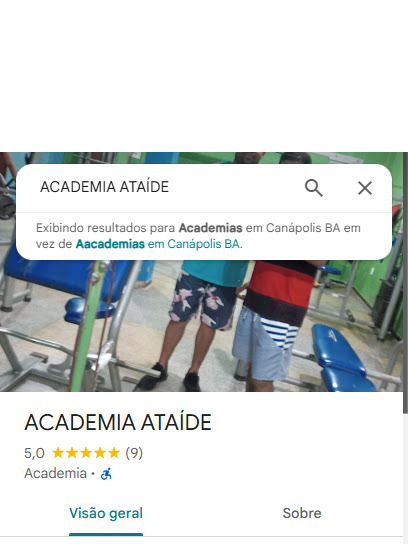 ACADEMIA ATAÍDE
Exibindo resultados para Academias em Canápolis BA em
vez de Aacademias em Canápolis BA.
ACADEMIA ATAÍDE
5,0 ★★★★★ (9)
Academia ·
Visão geral
Sobre